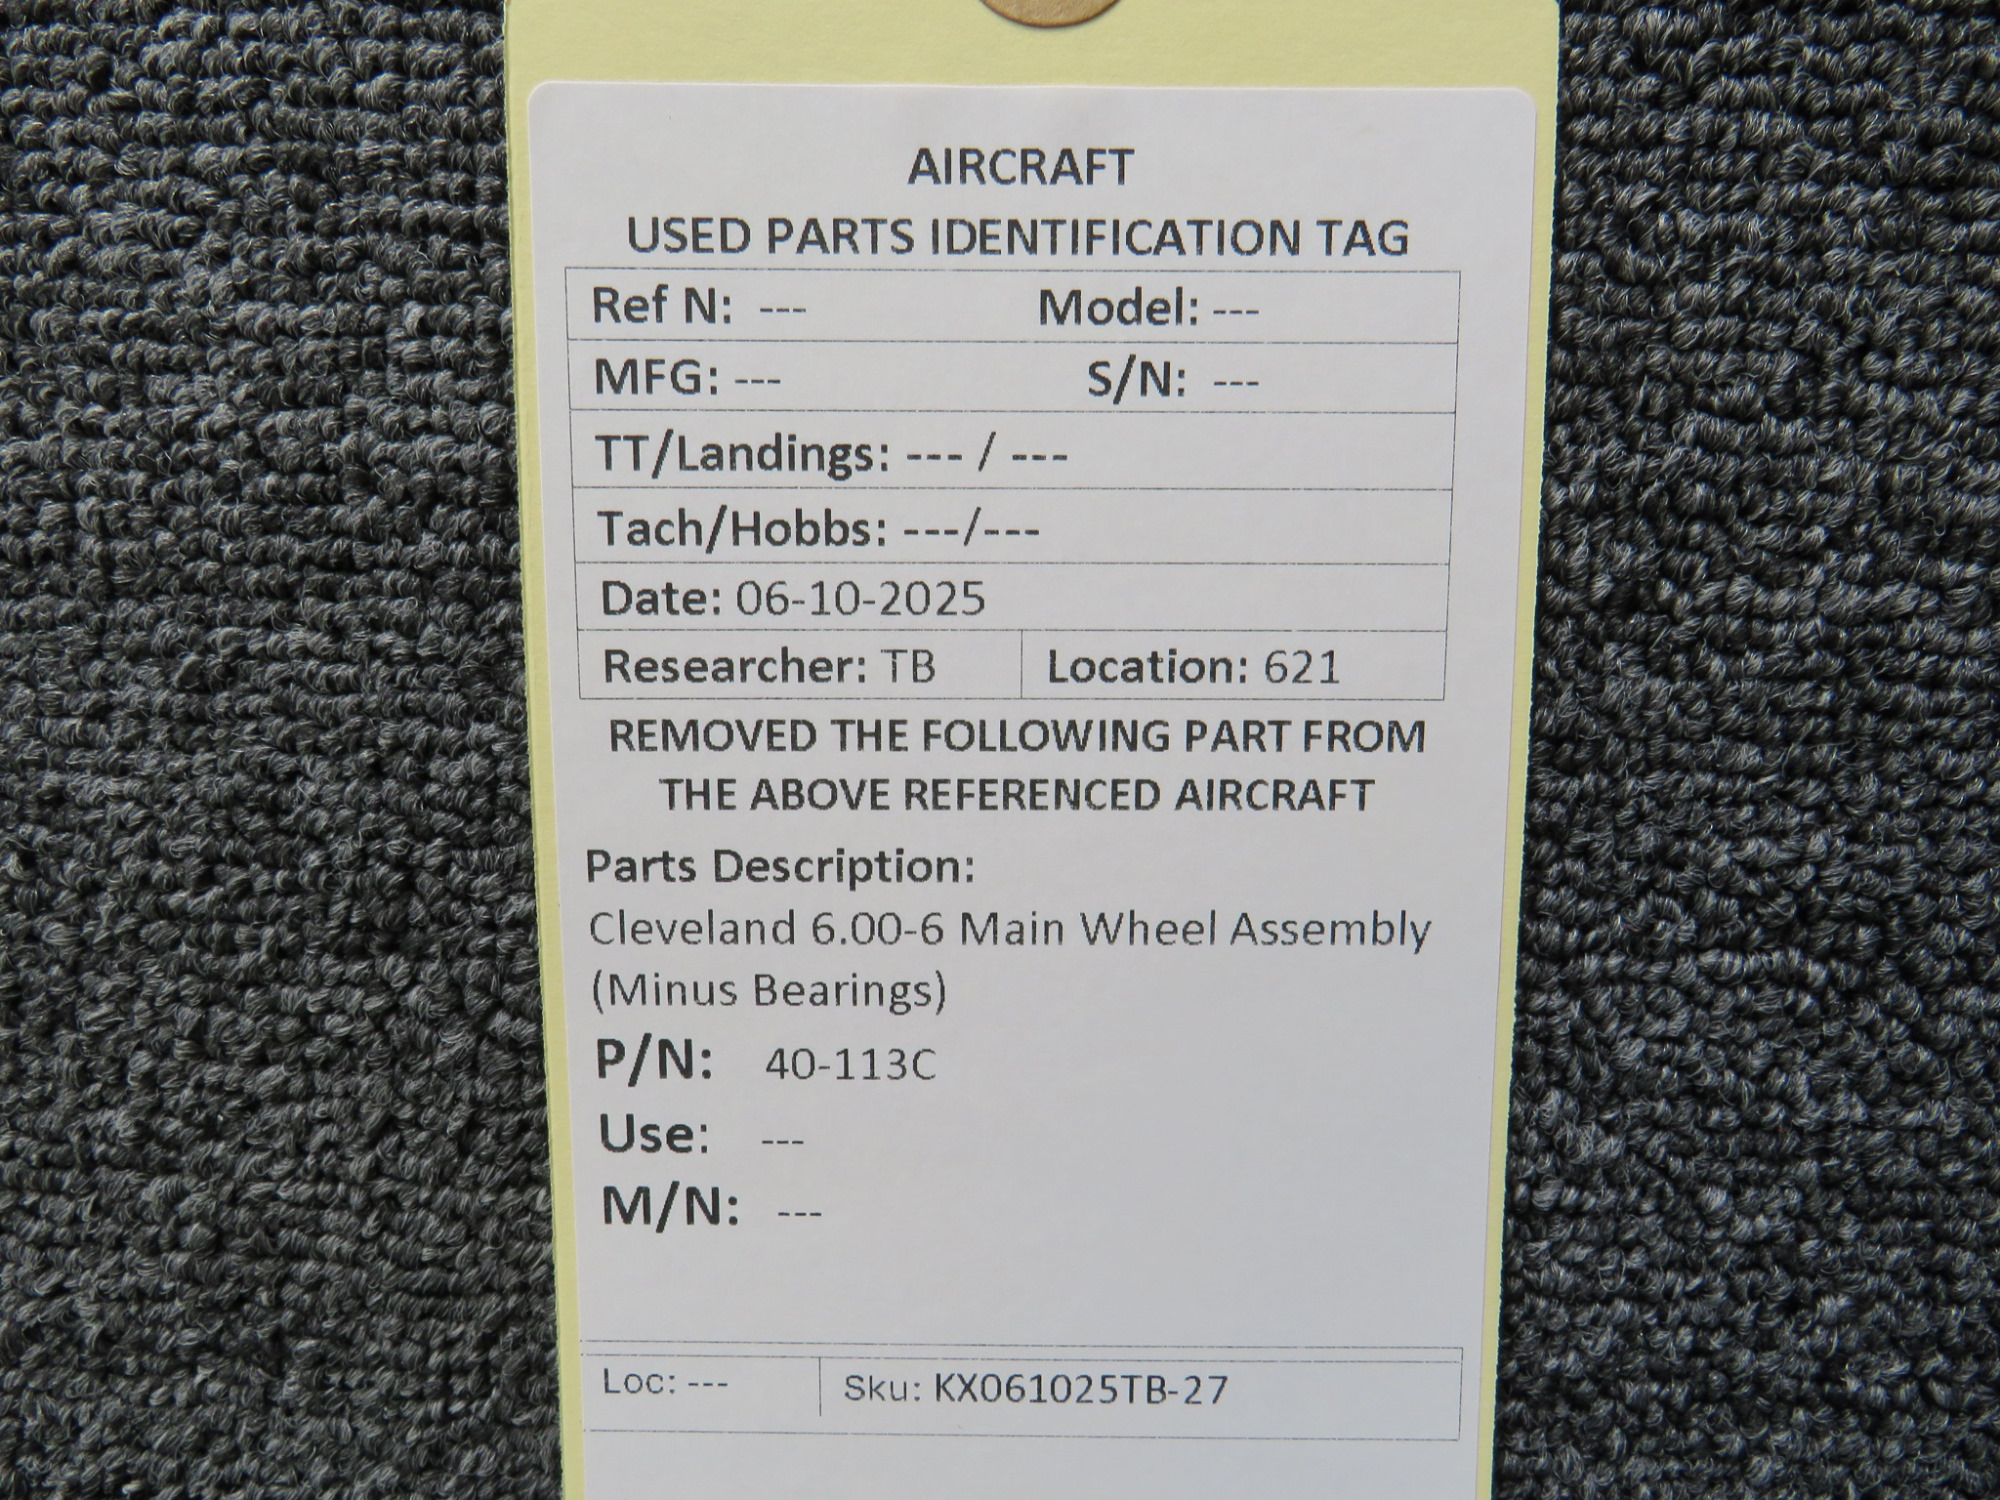 AIRCRAFT
USED PARTS IDENTIFICATION TAG
Ref N: --- Model: ---
MFG: --- S/N: ---
TT/Landings: --- / ---
Tach/Hobbs: ---/---
Date: 06-10-2025
Researcher: TB Location: 621
REMOVED THE FOLLOWING PART FROM
THE ABOVE REFERENCED AIRCRAFT
Parts Description:
Cleveland 6.00-6 Main Wheel Assembly
(Minus Bearings)
P/N: 40-113C
Use: ---
M/N: ---
Loc: --- Sku: KX061025TB-27